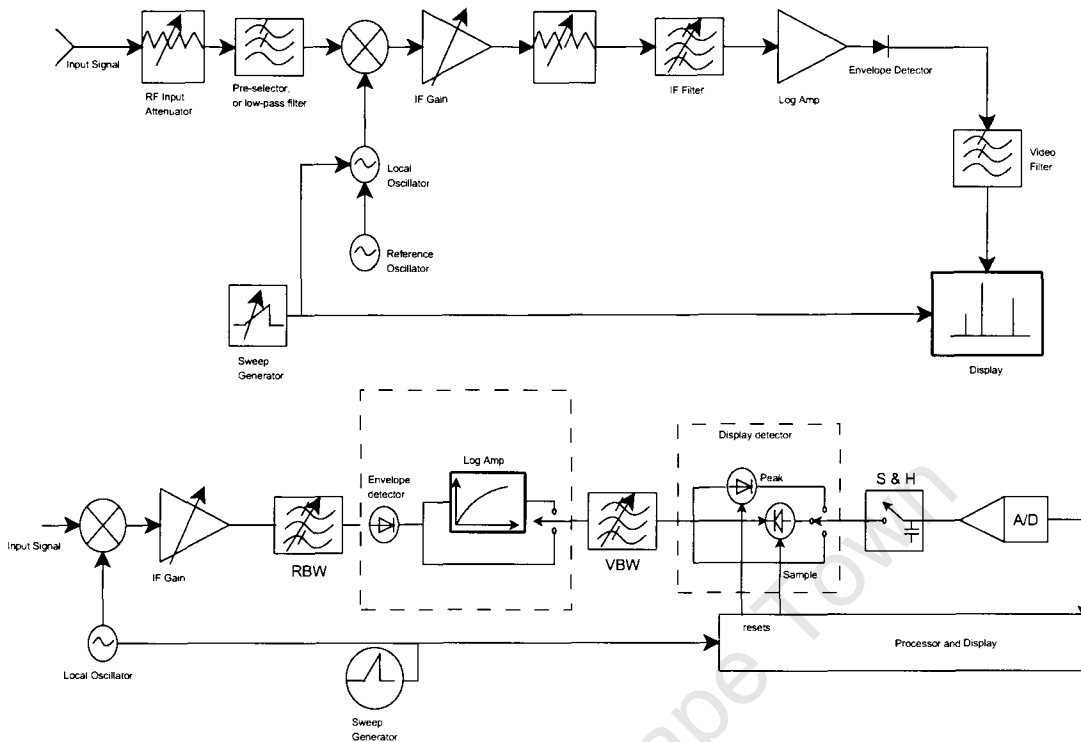 Input Signal
RF Input
Attenuator
Pre-selector,
or low-pass filter
IF Gain
IF Filter
Log Amp
Envelope Detector
Video
Filter
Local
Oscillator
Reference
Oscillator
Sweep
Generator
Display
Display detector
Log Amp
Envelope
detector
Peak
S & H
A/D
Input Signal
IF Gain
RBW
VBW
Sample
resets
Processor and Display
Local Oscillator
Sweep
Generator
ape Town